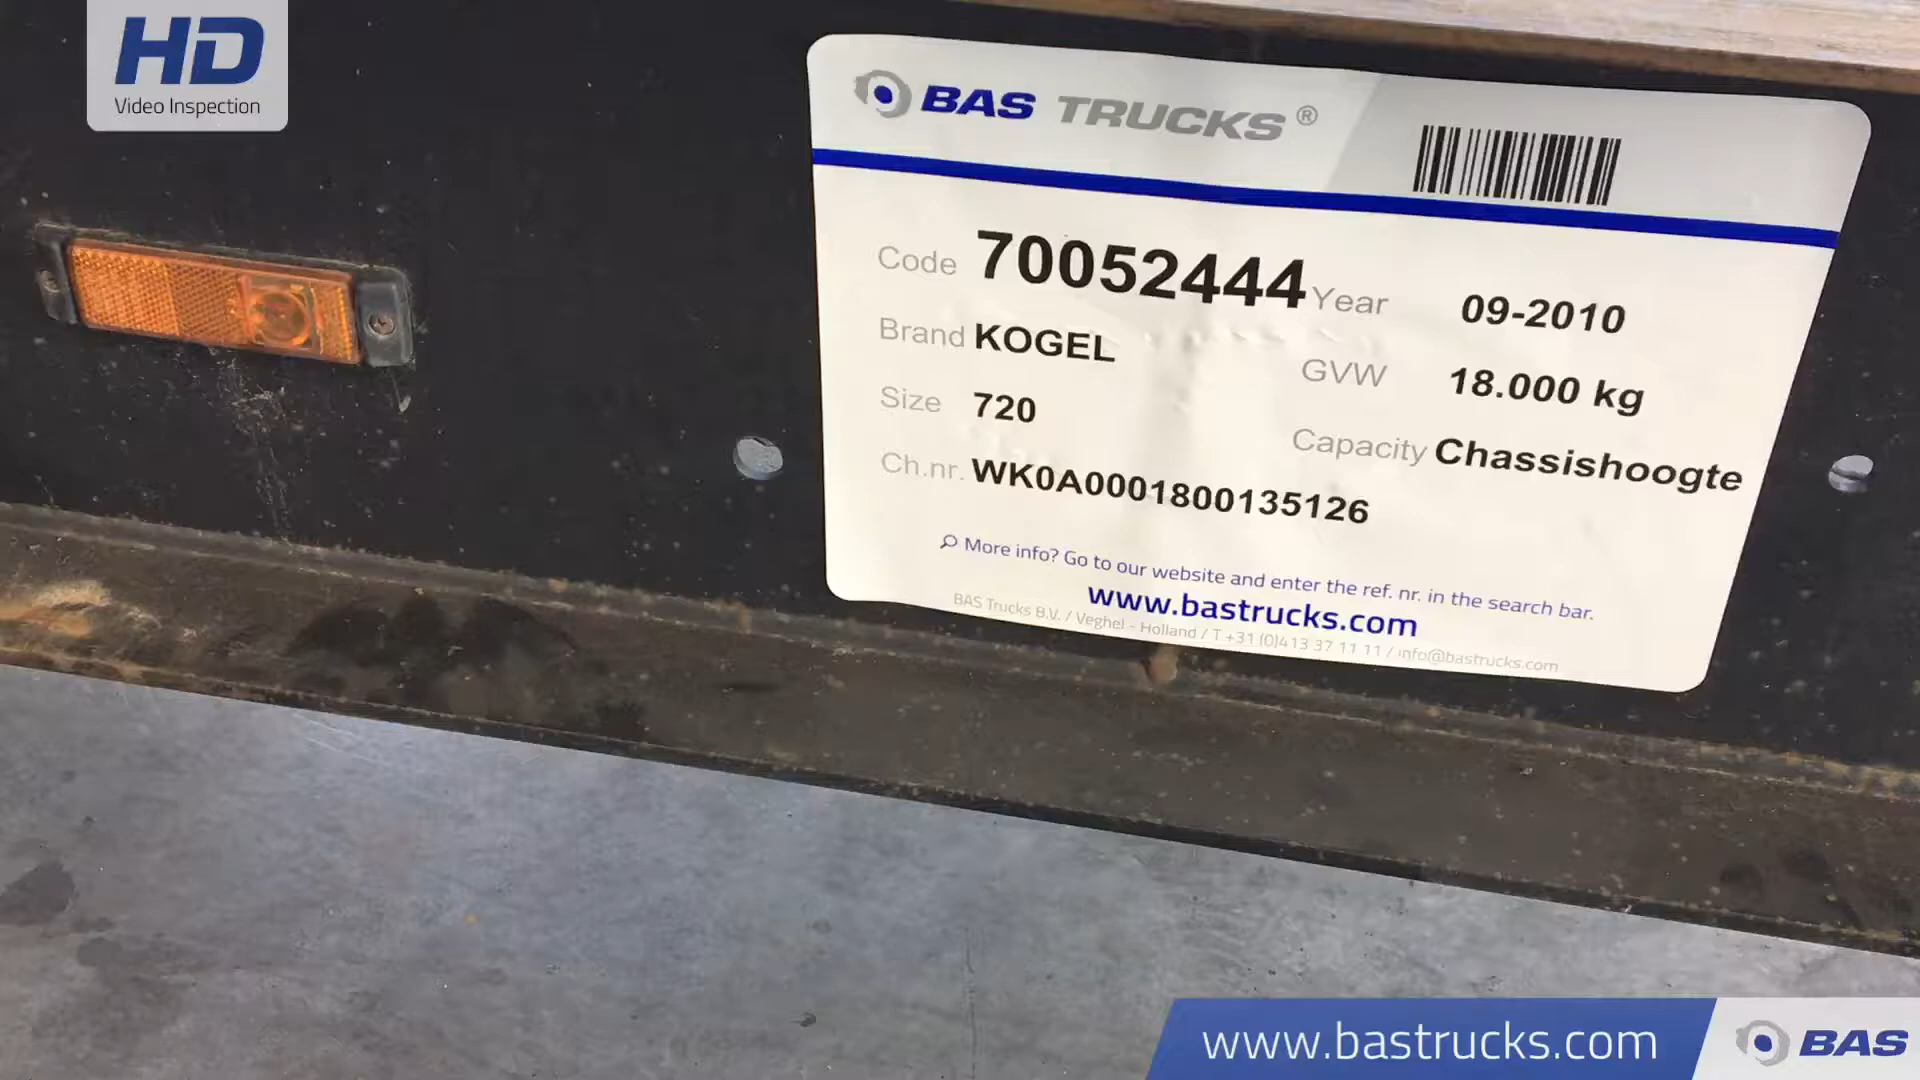 HD
Video Inspection
BAS TRUCKS®
Code 70052444 Year 09-2010
Brand KOGEL GVW 18.000 kg
Size 720 Capacity Chassishoogte
Ch.nr. WK0A0001800135126
More info? Go to our website and enter the ref. nr. in the search bar.
www.bastrucks.com
BAS Trucks B.V. / Veghel - Holland / T +31 (0)413 37 11 11 / info@bastrucks.com
www.bastrucks.com
BAS